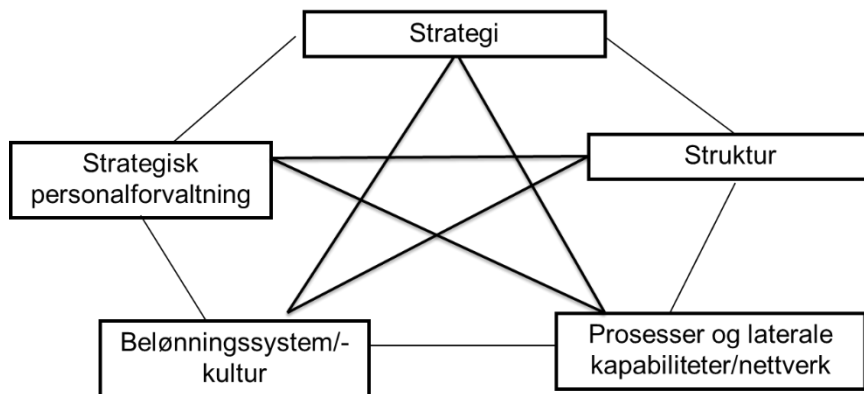 Strategi
Strategisk
personalforvaltning
Struktur
Belønningssystem/-
kultur
Prosesser og laterale
kapabiliteter/nettverk